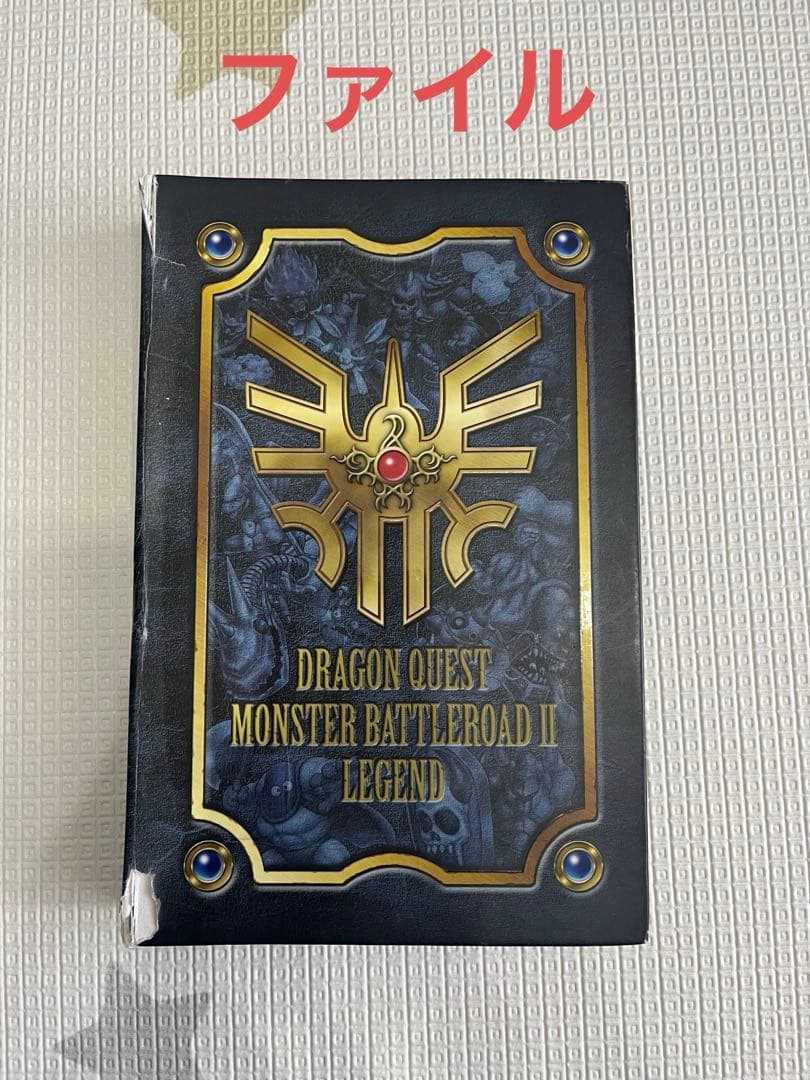 ファイル
DRAGON QUEST
MONSTER BATTLEROAD II
LEGEND